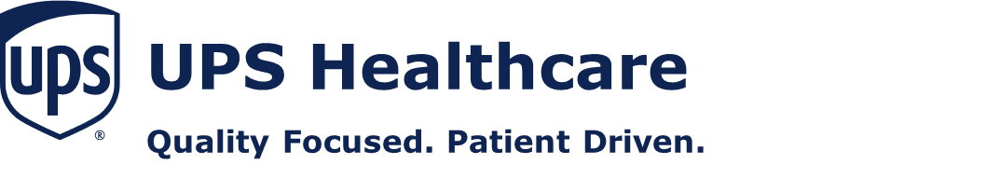 ups
®
UPS Healthcare
Quality Focused. Patient Driven.